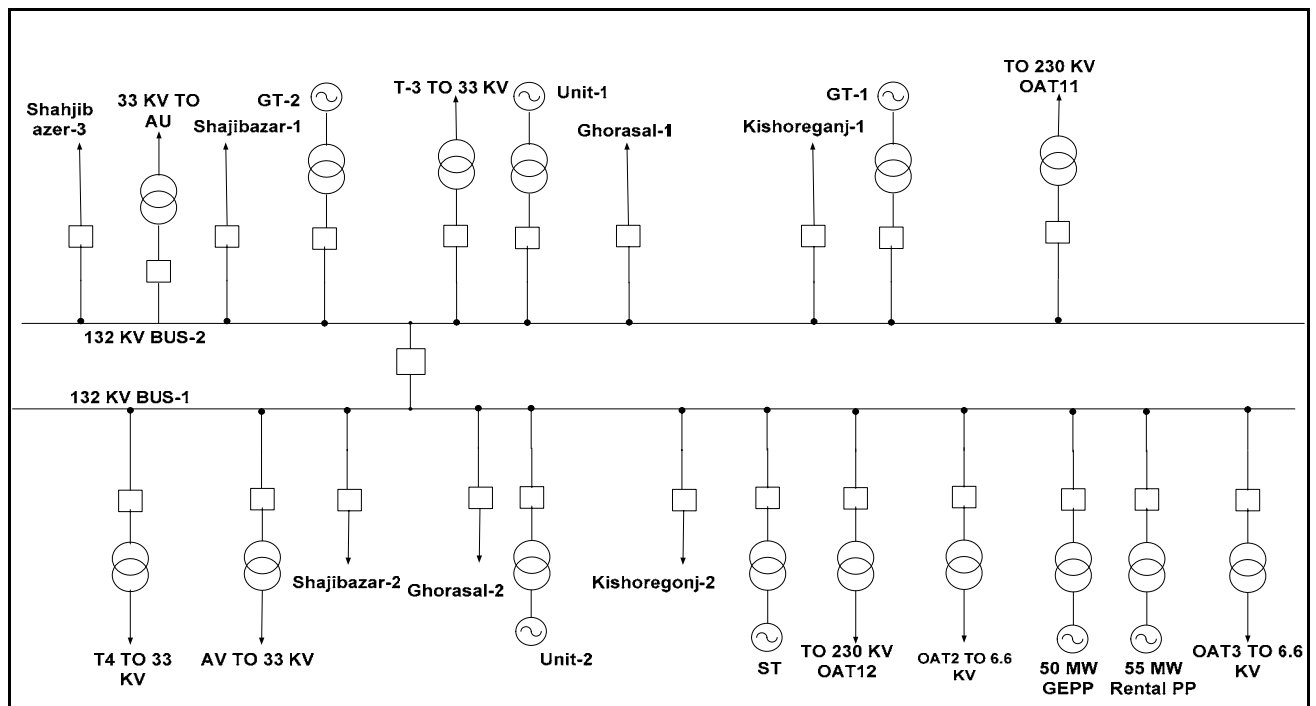 Shahjib
azer-3
33 KV TO
AU
Shajibazar-1
GT-2
T-3 TO 33 KV
Unit-1
Ghorasal-1
Kishoreganj-1
GT-1
TO 230 KV
OAT11
132 KV BUS-2
132 KV BUS-1
T4 TO 33
KV
AV TO 33 KV
Shajibazar-2
Ghorasal-2
Unit-2
Kishoregonj-2
ST
TO 230 KV
OAT12
OAT2 TO 6.6
KV
50 MW
GEPP
55 MW
Rental PP
OAT3 TO 6.6
KV